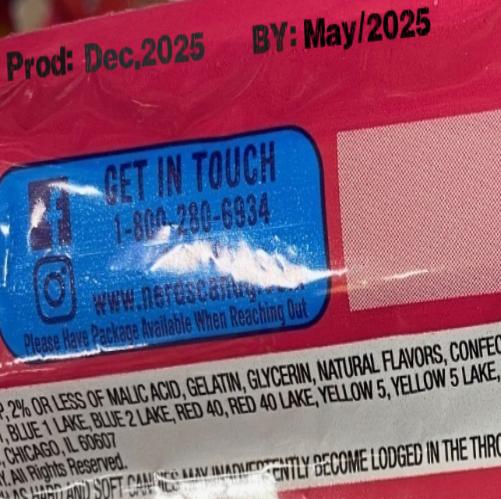 Prod: Dec.2025 BY: May/2025
GET IN TOUCH
1-800-280-6934
Please Have Package Available When Reaching Out
, 2% OR LESS OF MALIC ACID, GELATIN, GLYCERIN, NATURAL FLAVORS, CONFEC
, BLUE 1 LAKE, BLUE 2 LAKE, RED 40, RED 40 LAKE, YELLOW 5, YELLOW 5 LAKE,
, CHICAGO, IL 60607
Y. All Rights Reserved.
AS HARD AND SOFT CANDIES MAY INADVERTENTLY BECOME LODGED IN THE THRO